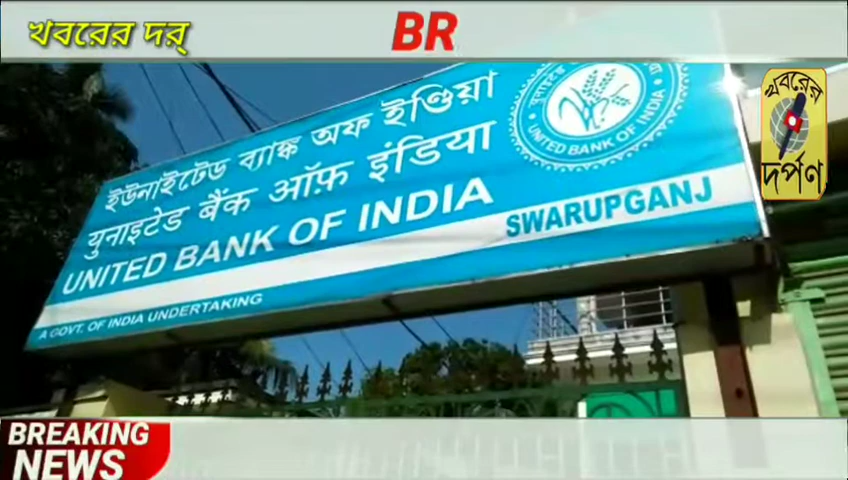 খবরের দর্
BR
খবরের
দর্পণ
ইউনাইটেড ব্যাঙ্ক অফ ইণ্ডিয়া
युनाइटेड बैंक ऑफ़ इंडिया
UNITED BANK OF INDIA
SWARUPGANJ
A GOVT. OF INDIA UNDERTAKING
UNITED BANK OF INDIA
BREAKING
NEWS